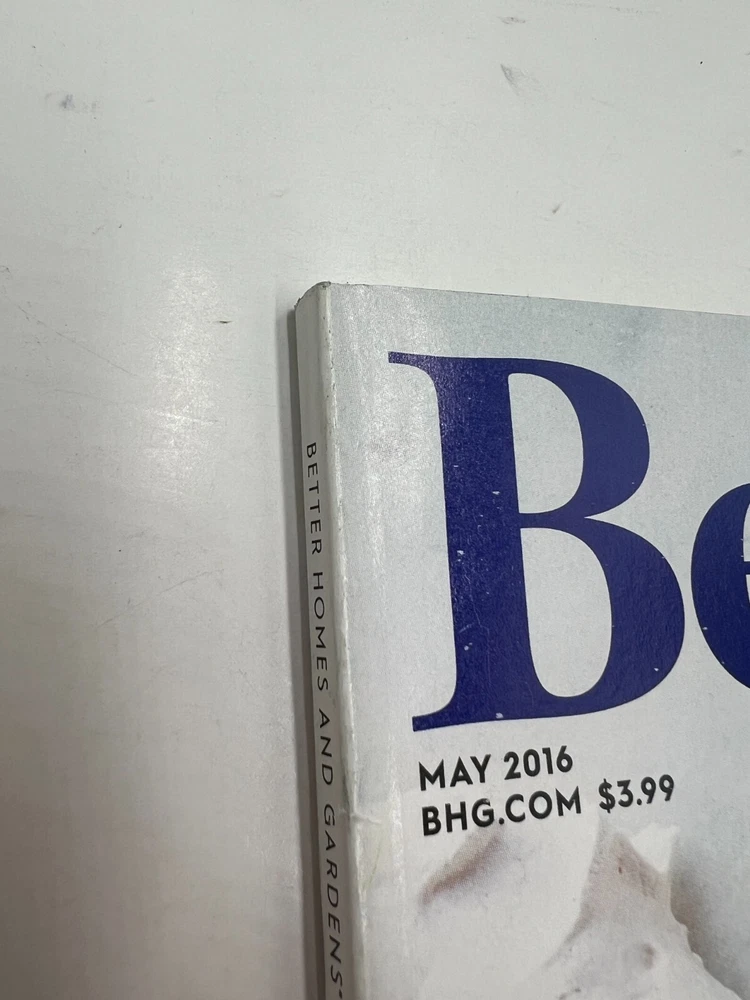 Be
MAY 2016
BHG.COM $3.99
BETTER HOMES AND GARDENS